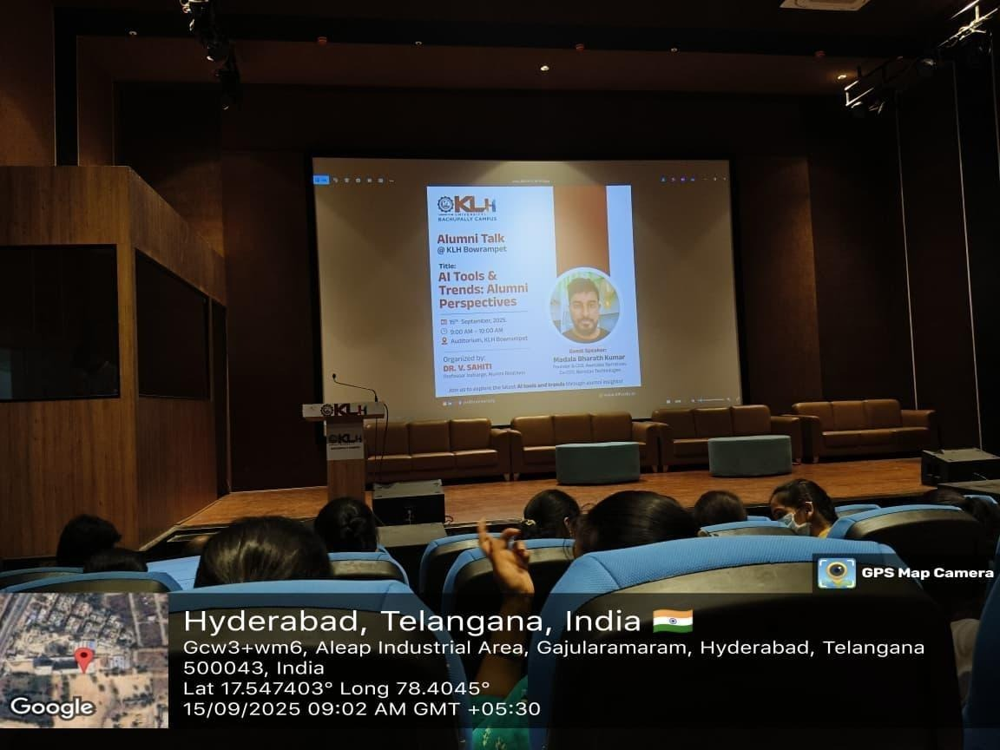 KLH
UNIVERSITY
BACHUPALLY CAMPUS
Alumni Talk
@ KLH Bowrampet
Title:
AI Tools &
Trends: Alumni
Perspectives
15th September, 2025
9:00 AM – 10:00 AM
Auditorium, KLH Bowrampet
Organized by:
DR. V. SAHITI
Professor Incharge, Alumni Relations
Guest Speaker:
Madala Bharath Kumar
Join us to explore the latest AI tools and trends through alumni insights!
KLH
KLH
GPS Map Camera
Hyderabad, Telangana, India
Gcw3+wm6, Aleap Industrial Area, Gajularamaram, Hyderabad, Telangana
500043, India
Lat 17.547403° Long 78.4045°
15/09/2025 09:02 AM GMT +05:30
Google